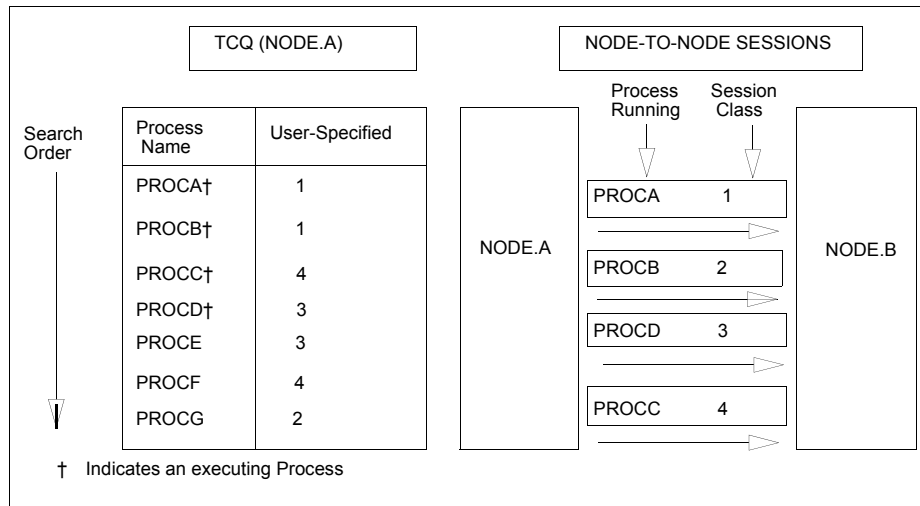 TCQ (NODE.A)
NODE-TO-NODE SESSIONS
Search
Order
Process
Name
User-Specified
PROCA† 1
PROCB† 1
PROCC† 4
PROCD† 3
PROCE 3
PROCF 4
PROCG 2
† Indicates an executing Process
Process
Running
Session
Class
NODE.A
PROCA 1
PROCB 2
PROCD 3
PROCC 4
NODE.B